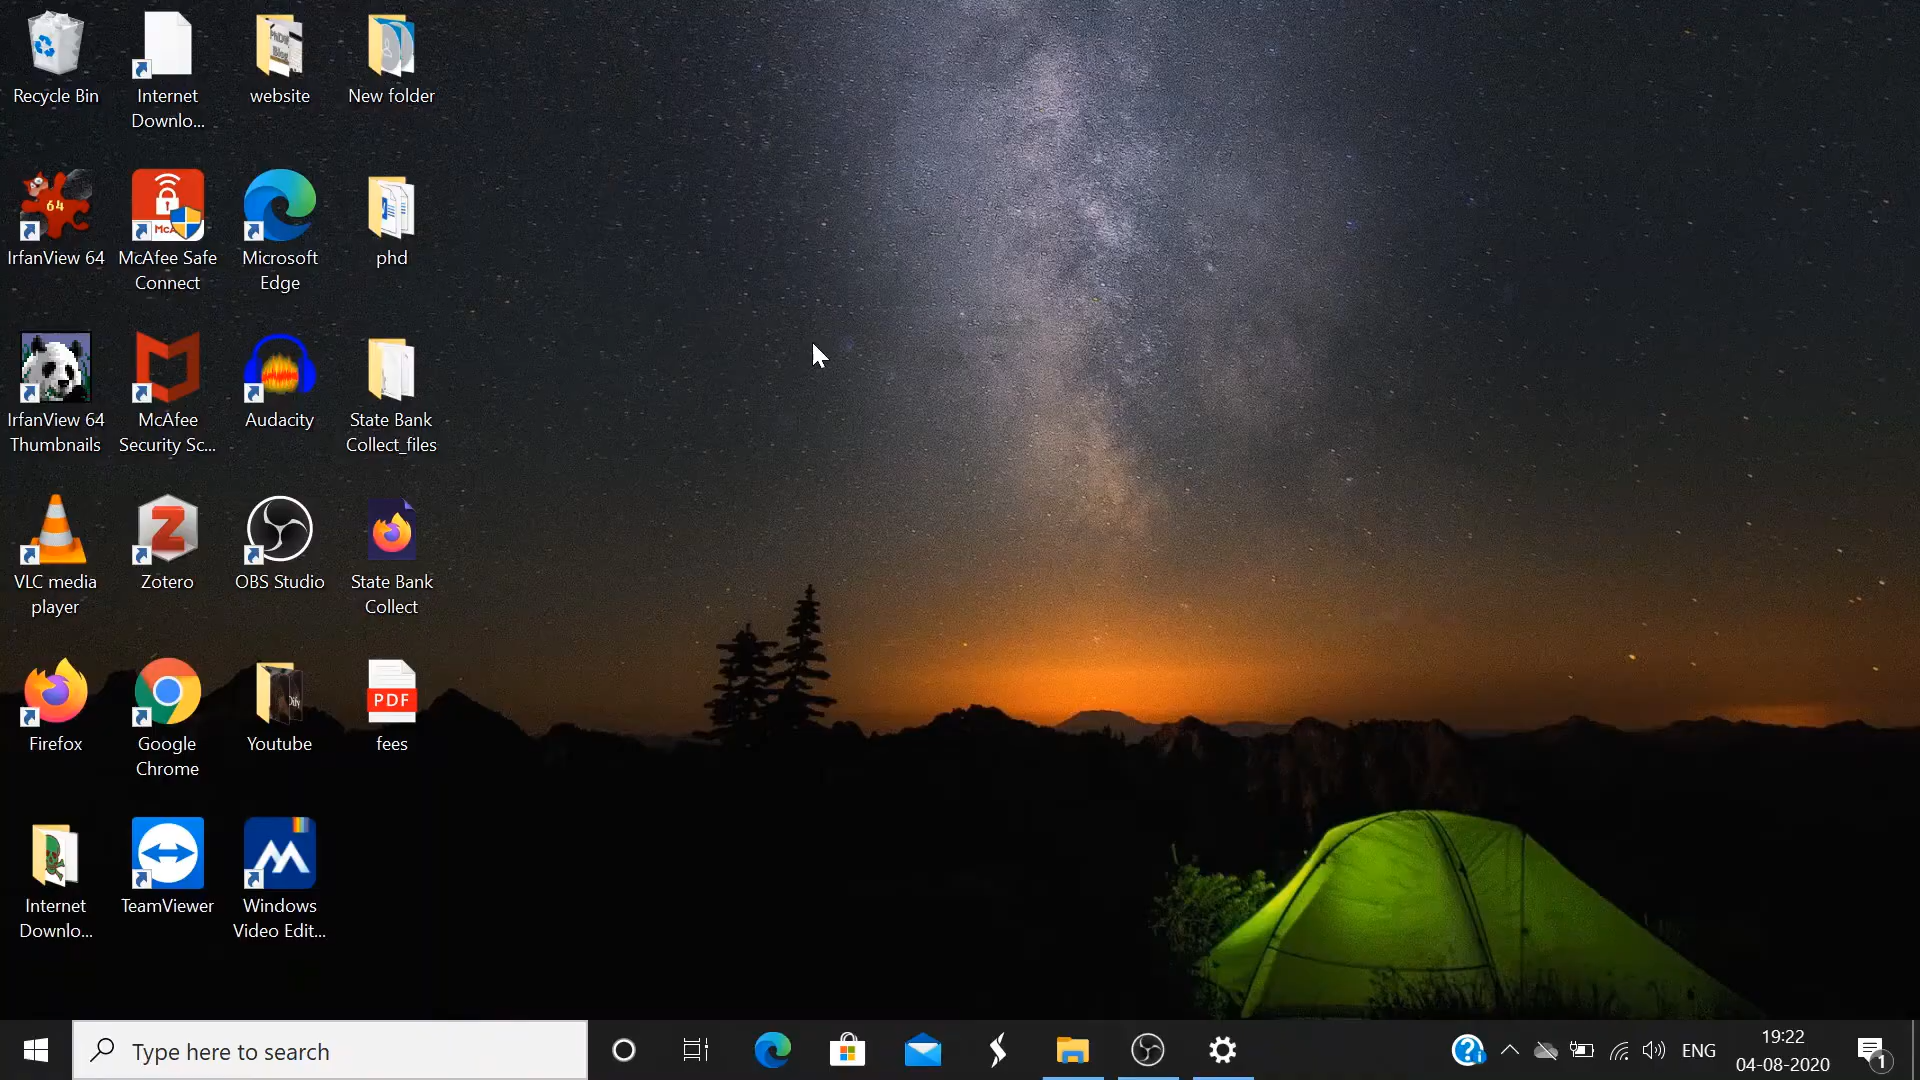 Recycle Bin
Internet
Downlo...
website
New folder
64
IrfanView 64
McAfee Safe
Connect
Microsoft
Edge
phd
IrfanView 64
Thumbnails
McAfee
Security Sc...
Audacity
State Bank
Collect_files
VLC media
player
Z
Zotero
OBS Studio
State Bank
Collect
Firefox
Google
Chrome
Youtube
PDF
fees
Internet
Downlo...
TeamViewer
Windows
Video Edit...
Type here to search
ENG
19:22
04-08-2020
1